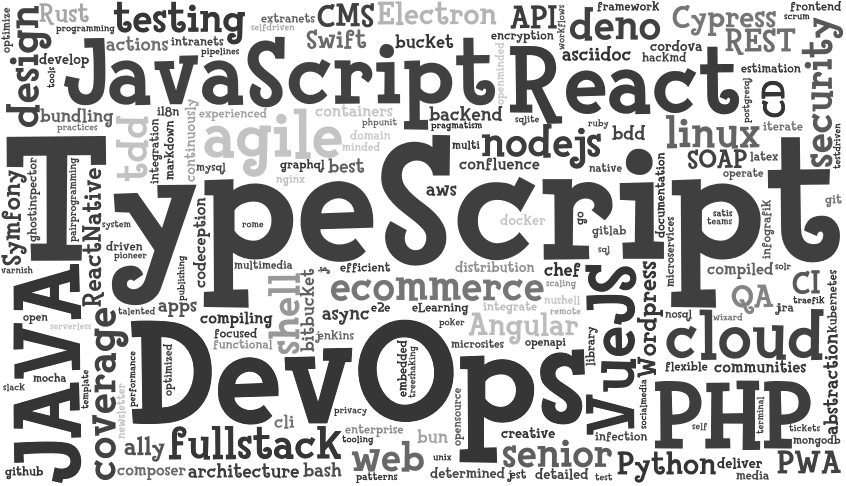 optimize
Rust
programming
testing
extranets
selfdriven
CMS
Electron
API
workflows
framework
deno
Cypress
frontend
scrum
REST
design
tools
develop
actions
intranets
pipelines
JavaScript
Swift
bucket
openminded
encryption
React
asciidoc
cordova
hackmd
estimation
postgresql
CD
security
bundling
practices
tdd
integration
i18n
markdown
continuously
experienced
agile
containers
phpunit
domain
minded
backend
pragmatism
sqlite
nodejs
ruby
bdd
linux
iterate
testdriven
SOAP
latex
operate
mysql
graphql
best
nginx
multi
confluence
native
aws
TypeScript
Symfony
ghostinspector
pairprogramming
ReactNative
system
driven
pioneer
varnish
publishing
codeception
rome
multimedia
docker
go
gitlab
sql
documentation
microservices
satis
teams
infografik
git
solr
compiled
JAVA
open
serverless
talented
apps
compiling
focused
functional
shell
bitbucket
js
efficient
distribution
ecommerce
chef
scaling
nushell
remote
async
e2e
eLearning
integrate
jenkins
poker
Angular
microsites
openapi
library
VueJS
Wordpress
nosql
wizard
QA
jra
CI
traefik
kubernetes
cloud
abstraction
flexible
communities
coverage
slack
mocha
template
newsletter
performance
optimized
DevOps
embedded
treeshaking
privacy
opensource
creative
socialmedia
infection
PHP
self
terminal
tickets
mongodb
github
ally
composer
fullstack
architecture
cli
bash
enterprise
tooling
web
patterns
bun
unix
determined
senior
jest
detailed
test
Python
deliver
media
PWA